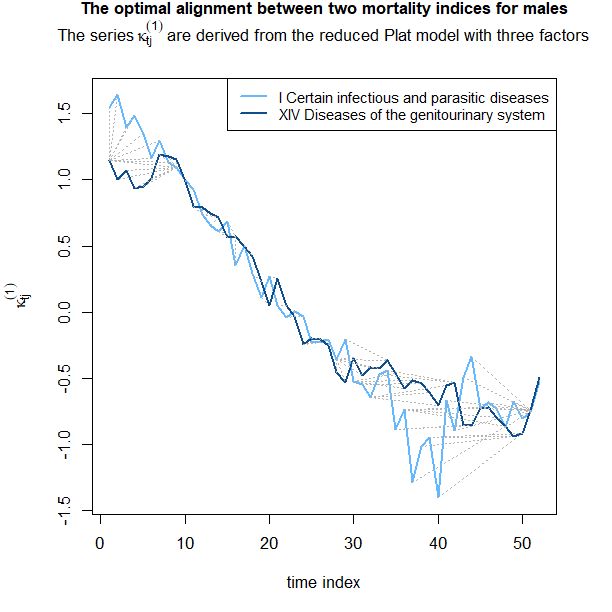 The optimal alignment between two mortality indices for males
The series κtj(1) are derived from the reduced Plat model with three factors
I Certain infectious and parasitic diseases
XIV Diseases of the genitourinary system
κtj(1)
1.5
1.0
0.5
0.0
-0.5
-1.0
-1.5
0 10 20 30 40 50
time index